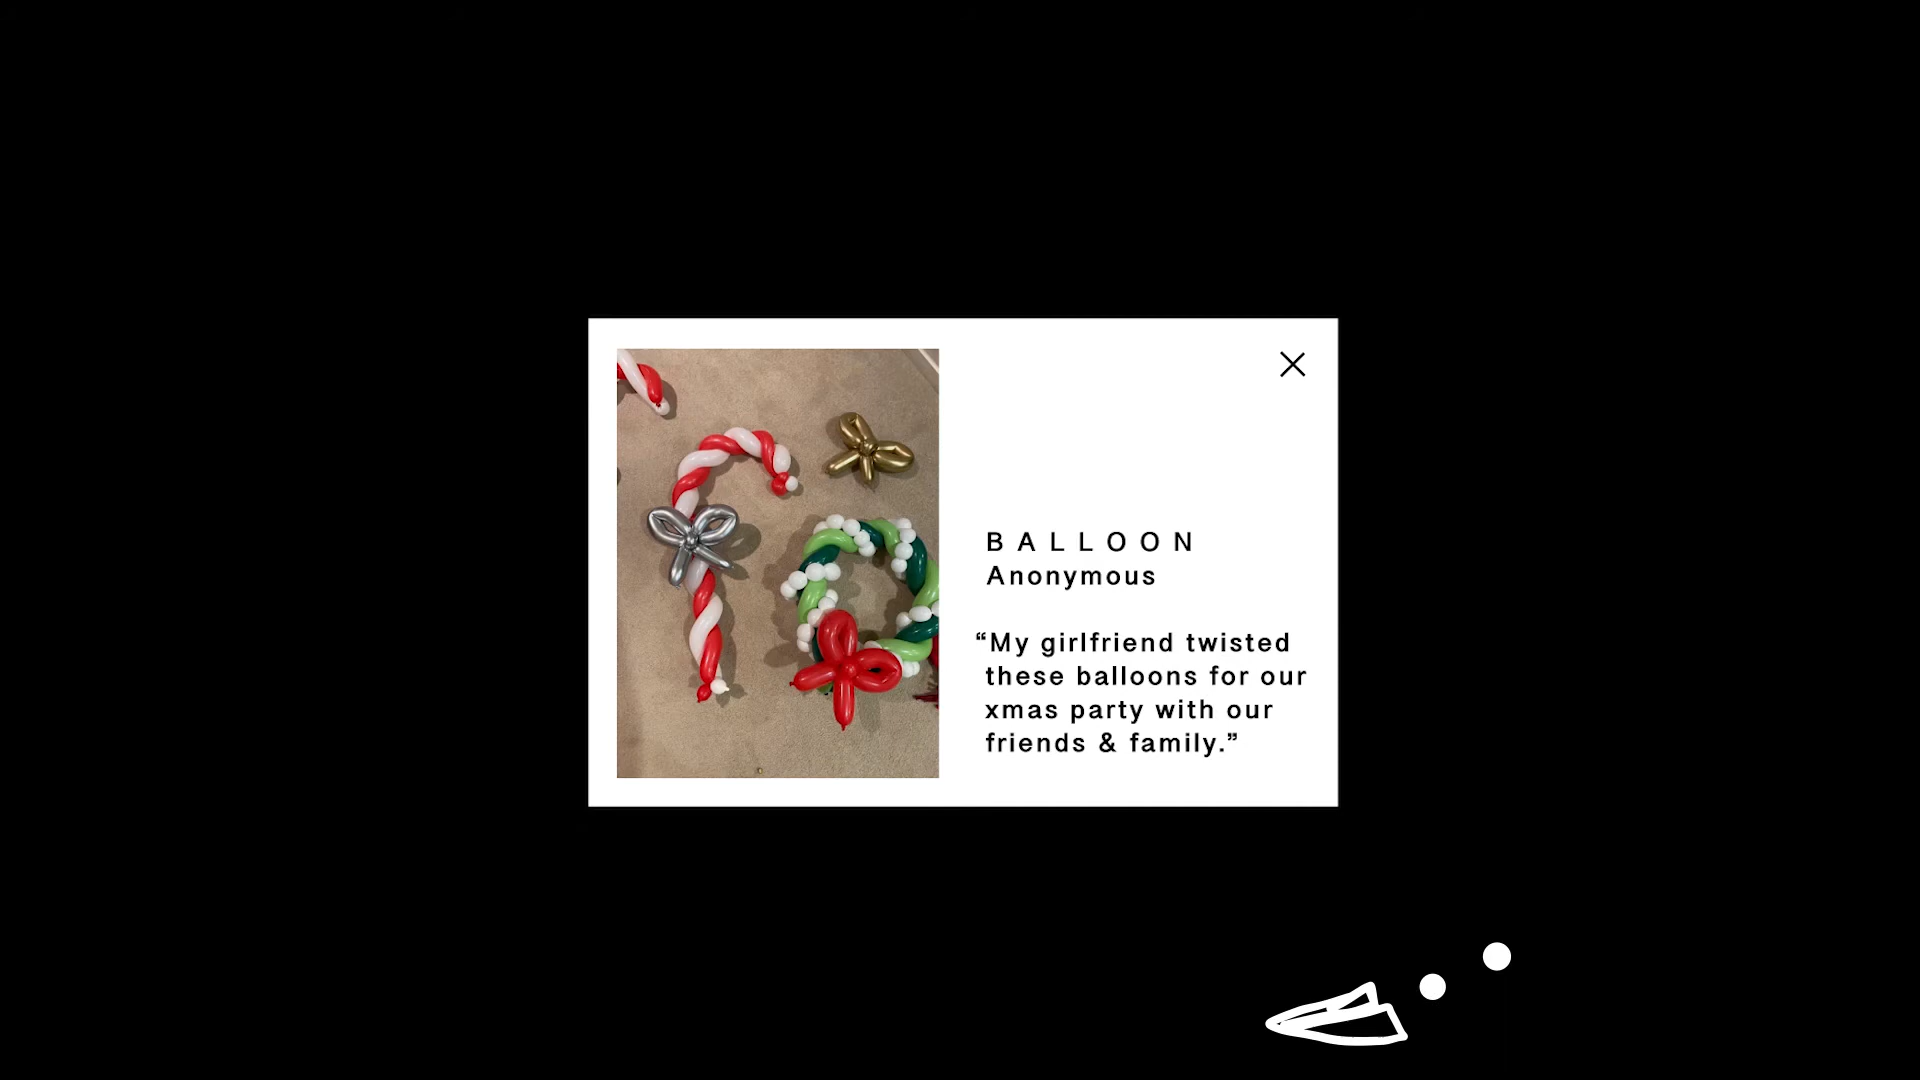 BALLOON
Anonymous
“My girlfriend twisted
these balloons for our
xmas party with our
friends & family.”